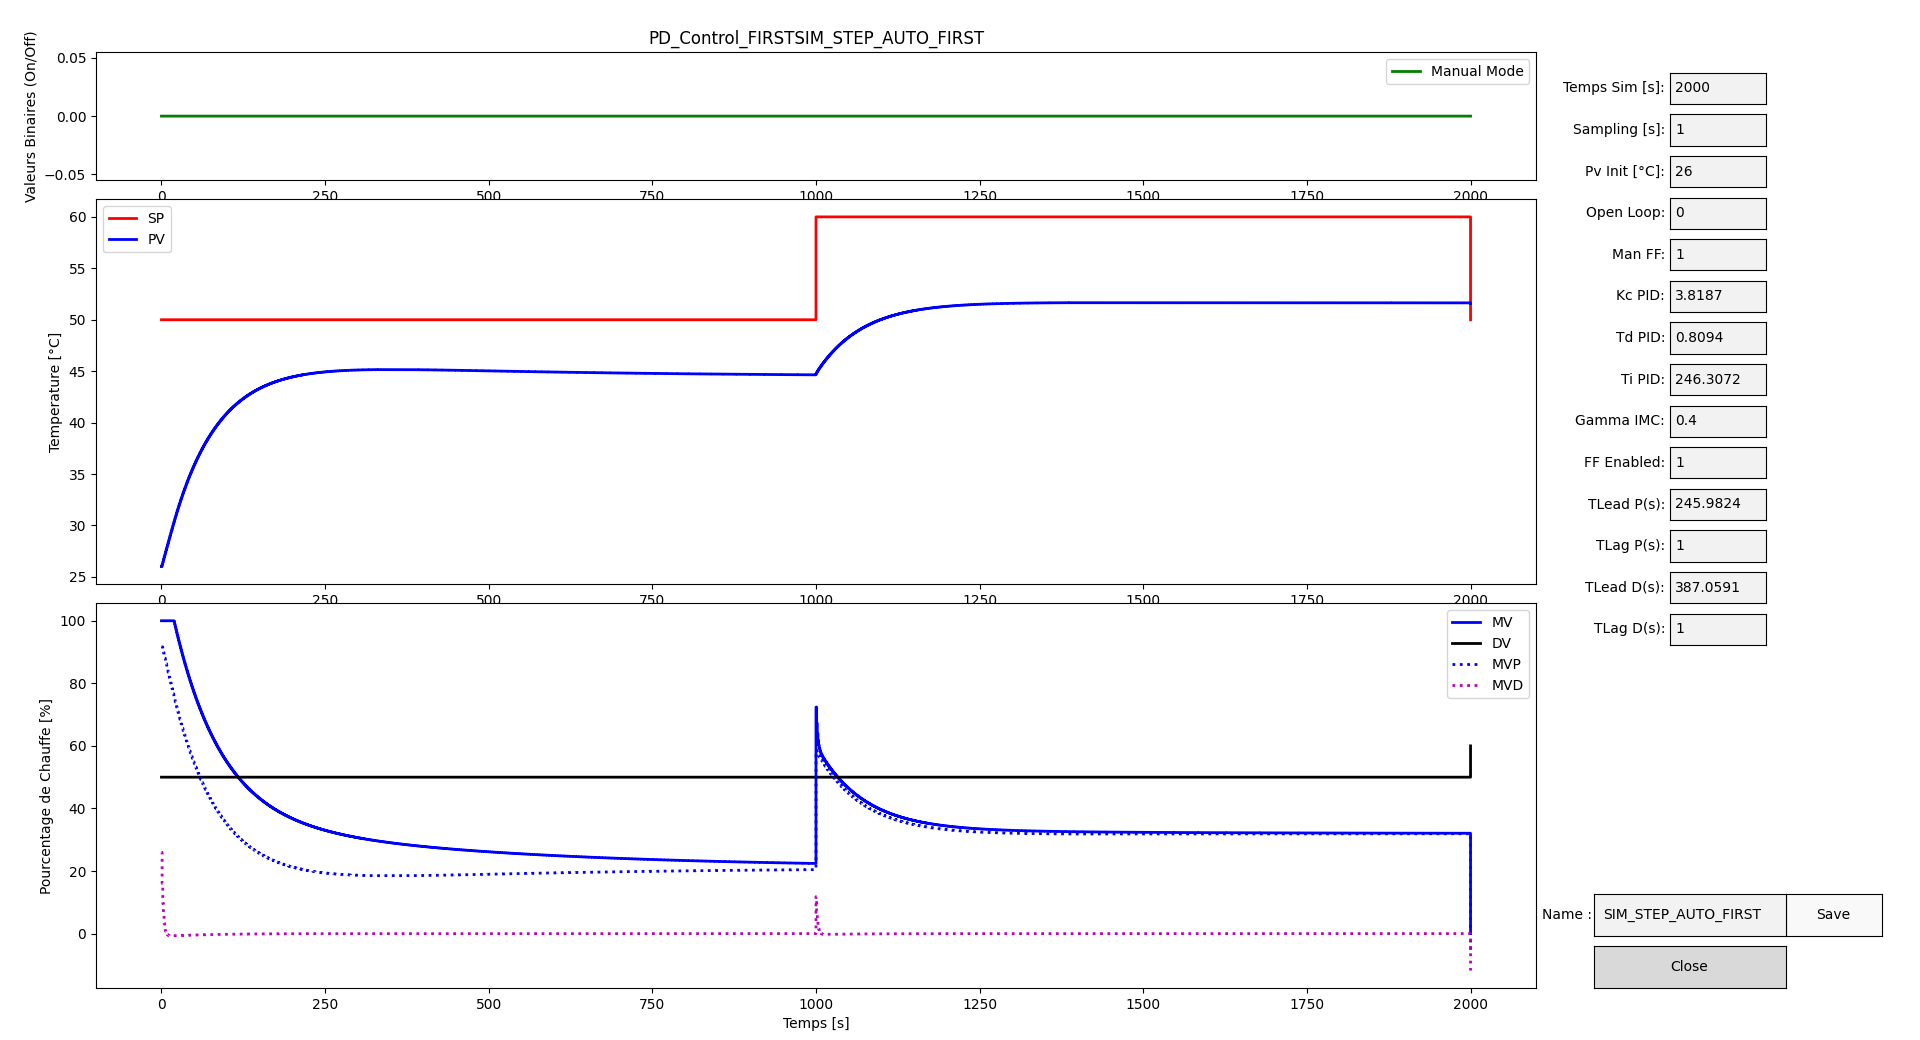 PD_Control_FIRSTSIM_STEP_AUTO_FIRST
Valeurs Binaires (On/Off)
0.05
0.00
−0.05
Manual Mode
0 250 500 750 1000 1250 1500 1750 2000
Temperature [°C]
60
55
50
45
40
35
30
25
SP
PV
0 250 500 750 1000 1250 1500 1750 2000
Pourcentage de Chauffe [%]
100
80
60
40
20
0
MV
DV
MVP
MVD
0 250 500 750 1000 1250 1500 1750 2000
Temps [s]
Temps Sim [s]: 2000
Sampling [s]: 1
Pv Init [°C]: 26
Open Loop: 0
Man FF: 1
Kc PID: 3.8187
Td PID: 0.8094
Ti PID: 246.3072
Gamma IMC: 0.4
FF Enabled: 1
TLead P(s): 245.9824
TLag P(s): 1
TLead D(s): 387.0591
TLag D(s): 1
Name : SIM_STEP_AUTO_FIRST Save
Close